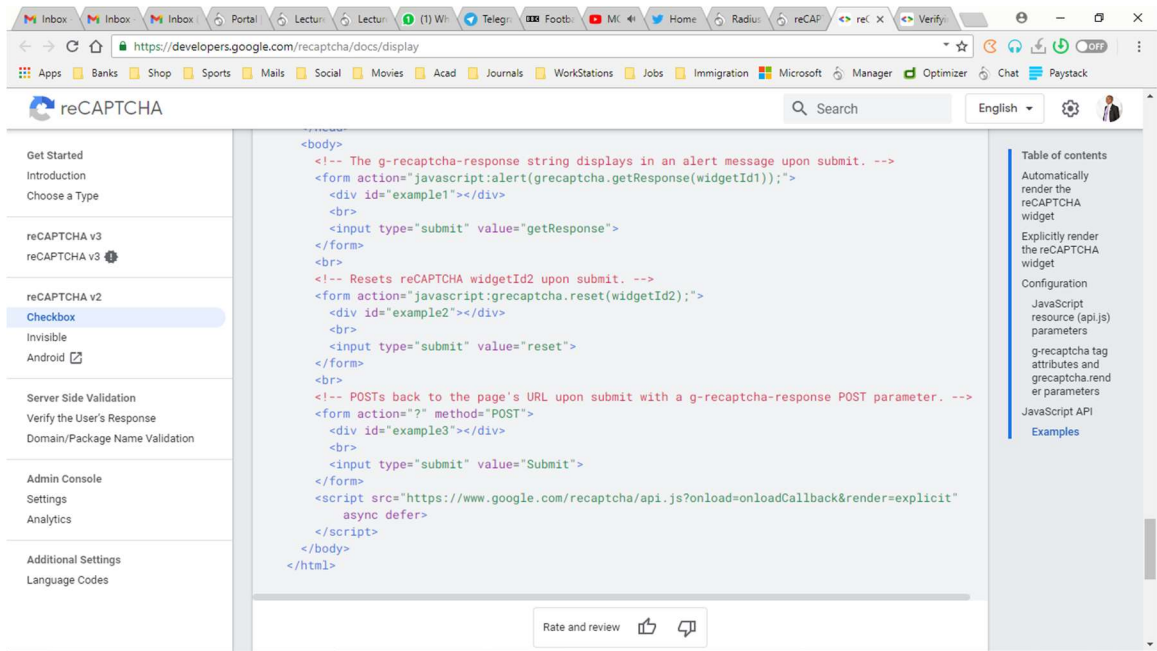 Inbox
Inbox
Inbox
Portal
Lectur
Lectur
(1) Wh
Telegra
Footba
MC
Home
Radius
reCAP
reC
Verifyi
https://developers.google.com/recaptcha/docs/display
OFF
Apps Banks Shop Sports Mails Social Movies Acad Journals WorkStations Jobs Immigration Microsoft Manager Optimizer Chat Paystack
reCAPTCHA
Search
English
Get Started
Introduction
Choose a Type
reCAPTCHA v3
reCAPTCHA v3
reCAPTCHA v2
Checkbox
Invisible
Android
Server Side Validation
Verify the User's Response
Domain/Package Name Validation
Admin Console
Settings
Analytics
Additional Settings
Language Codes
</head>
<body>
<!-- The g-recaptcha-response string displays in an alert message upon submit. -->
<form action="javascript:alert(grecaptcha.getResponse(widgetId1));">
<div id="example1"></div>
<br>
<input type="submit" value="getResponse">
</form>
<br>
<!-- Resets reCAPTCHA widgetId2 upon submit. -->
<form action="javascript:grecaptcha.reset(widgetId2);">
<div id="example2"></div>
<br>
<input type="submit" value="reset">
</form>
<br>
<!-- POSTs back to the page's URL upon submit with a g-recaptcha-response POST parameter. -->
<form action="?" method="POST">
<div id="example3"></div>
<br>
<input type="submit" value="Submit">
</form>
<script src="https://www.google.com/recaptcha/api.js?onload=onloadCallback&render=explicit"
async defer>
</script>
</body>
</html>
Rate and review
Table of contents
Automatically
render the
reCAPTCHA
widget
Explicitly render
the reCAPTCHA
widget
Configuration
JavaScript
resource (api.js)
parameters
g-recaptcha tag
attributes and
grecaptcha.rend
er parameters
JavaScript API
Examples